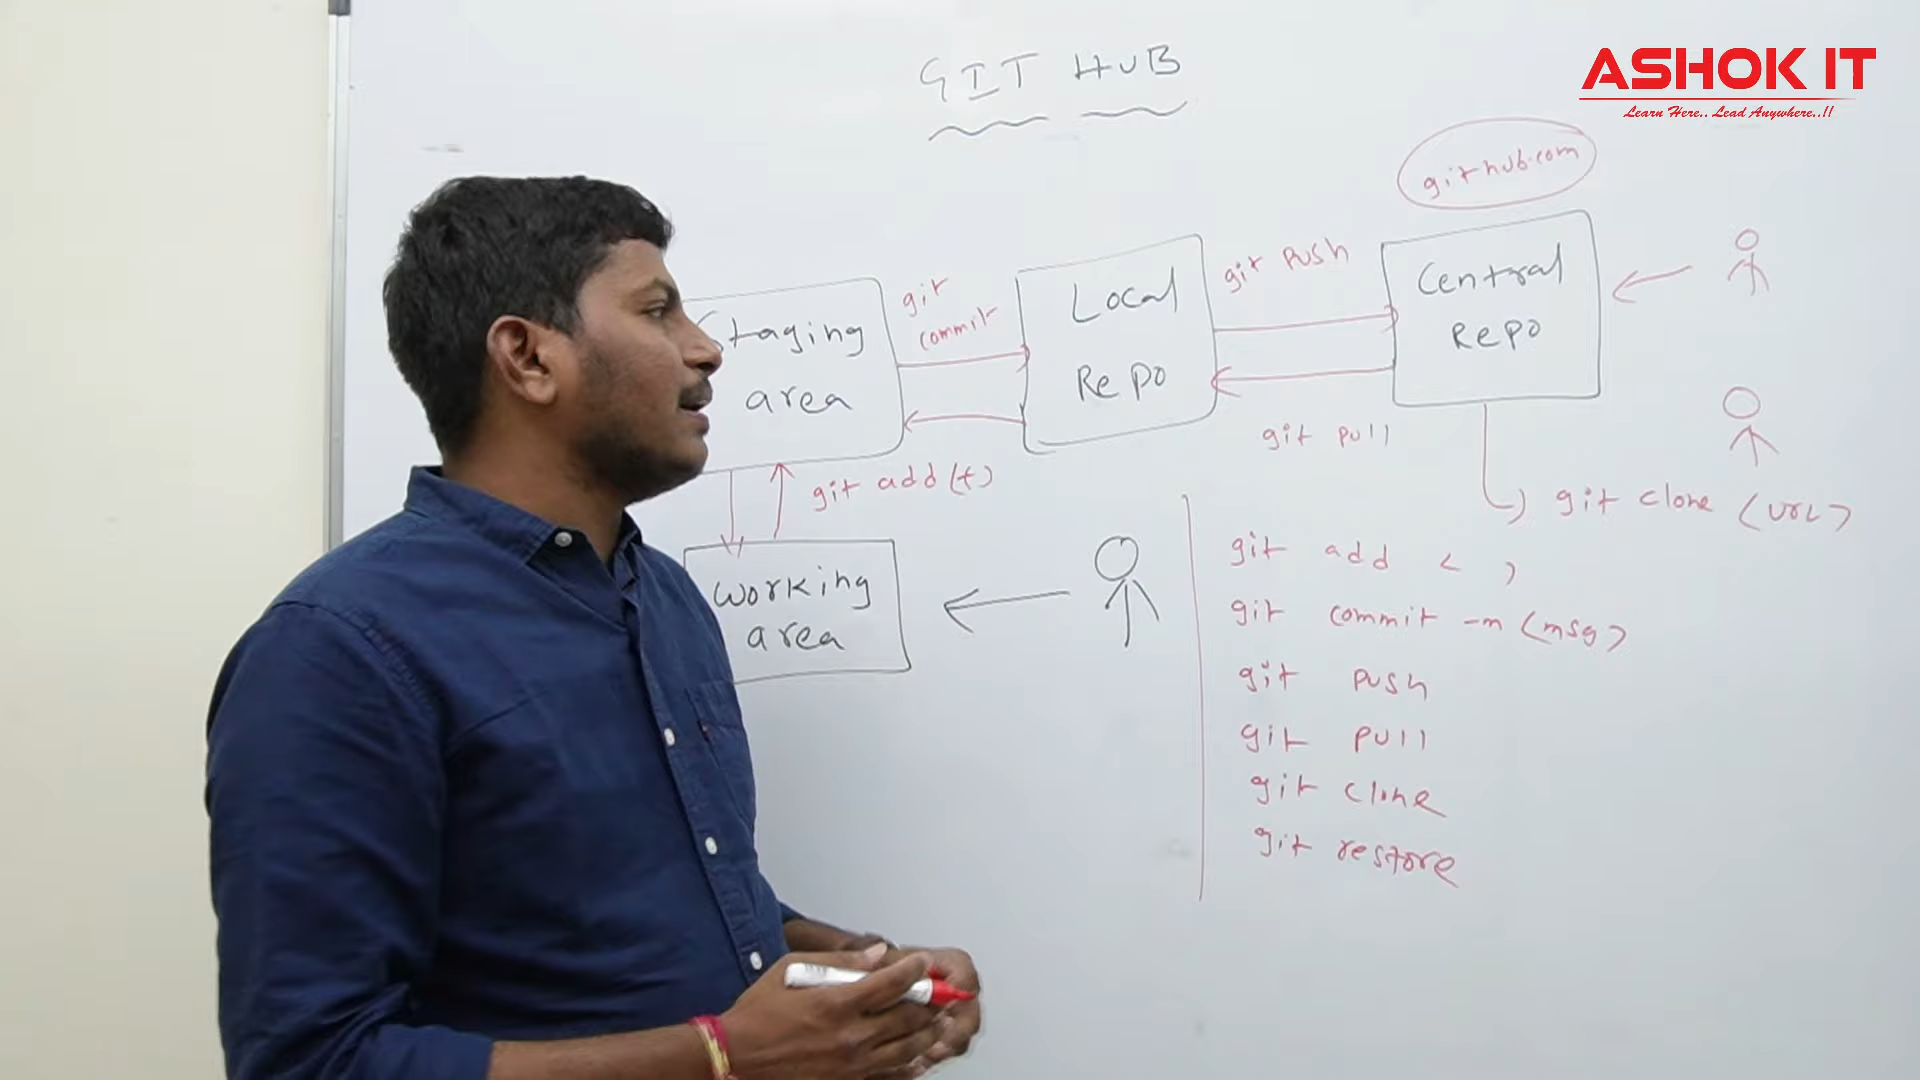 GIT HUB
ASHOK IT
Learn Here.. Lead Anywhere..!!
github.com
Staging
area
git
commit
Local
Repo
git push
Central
Repo
git pull
git add (+)
git clone <URL>
working
area
git add < >
git commit -m <msg>
git push
git pull
git clone
git restore